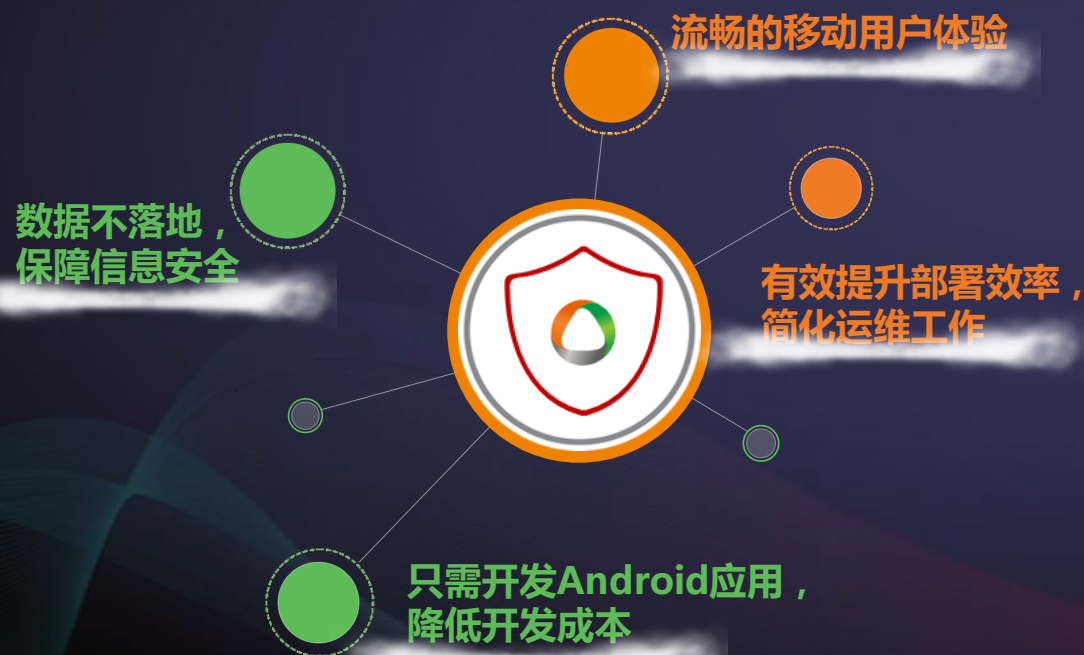 流畅的移动用户体验
数据不落地，
保障信息安全
有效提升部署效率，
简化运维工作
只需开发Android应用，
降低开发成本